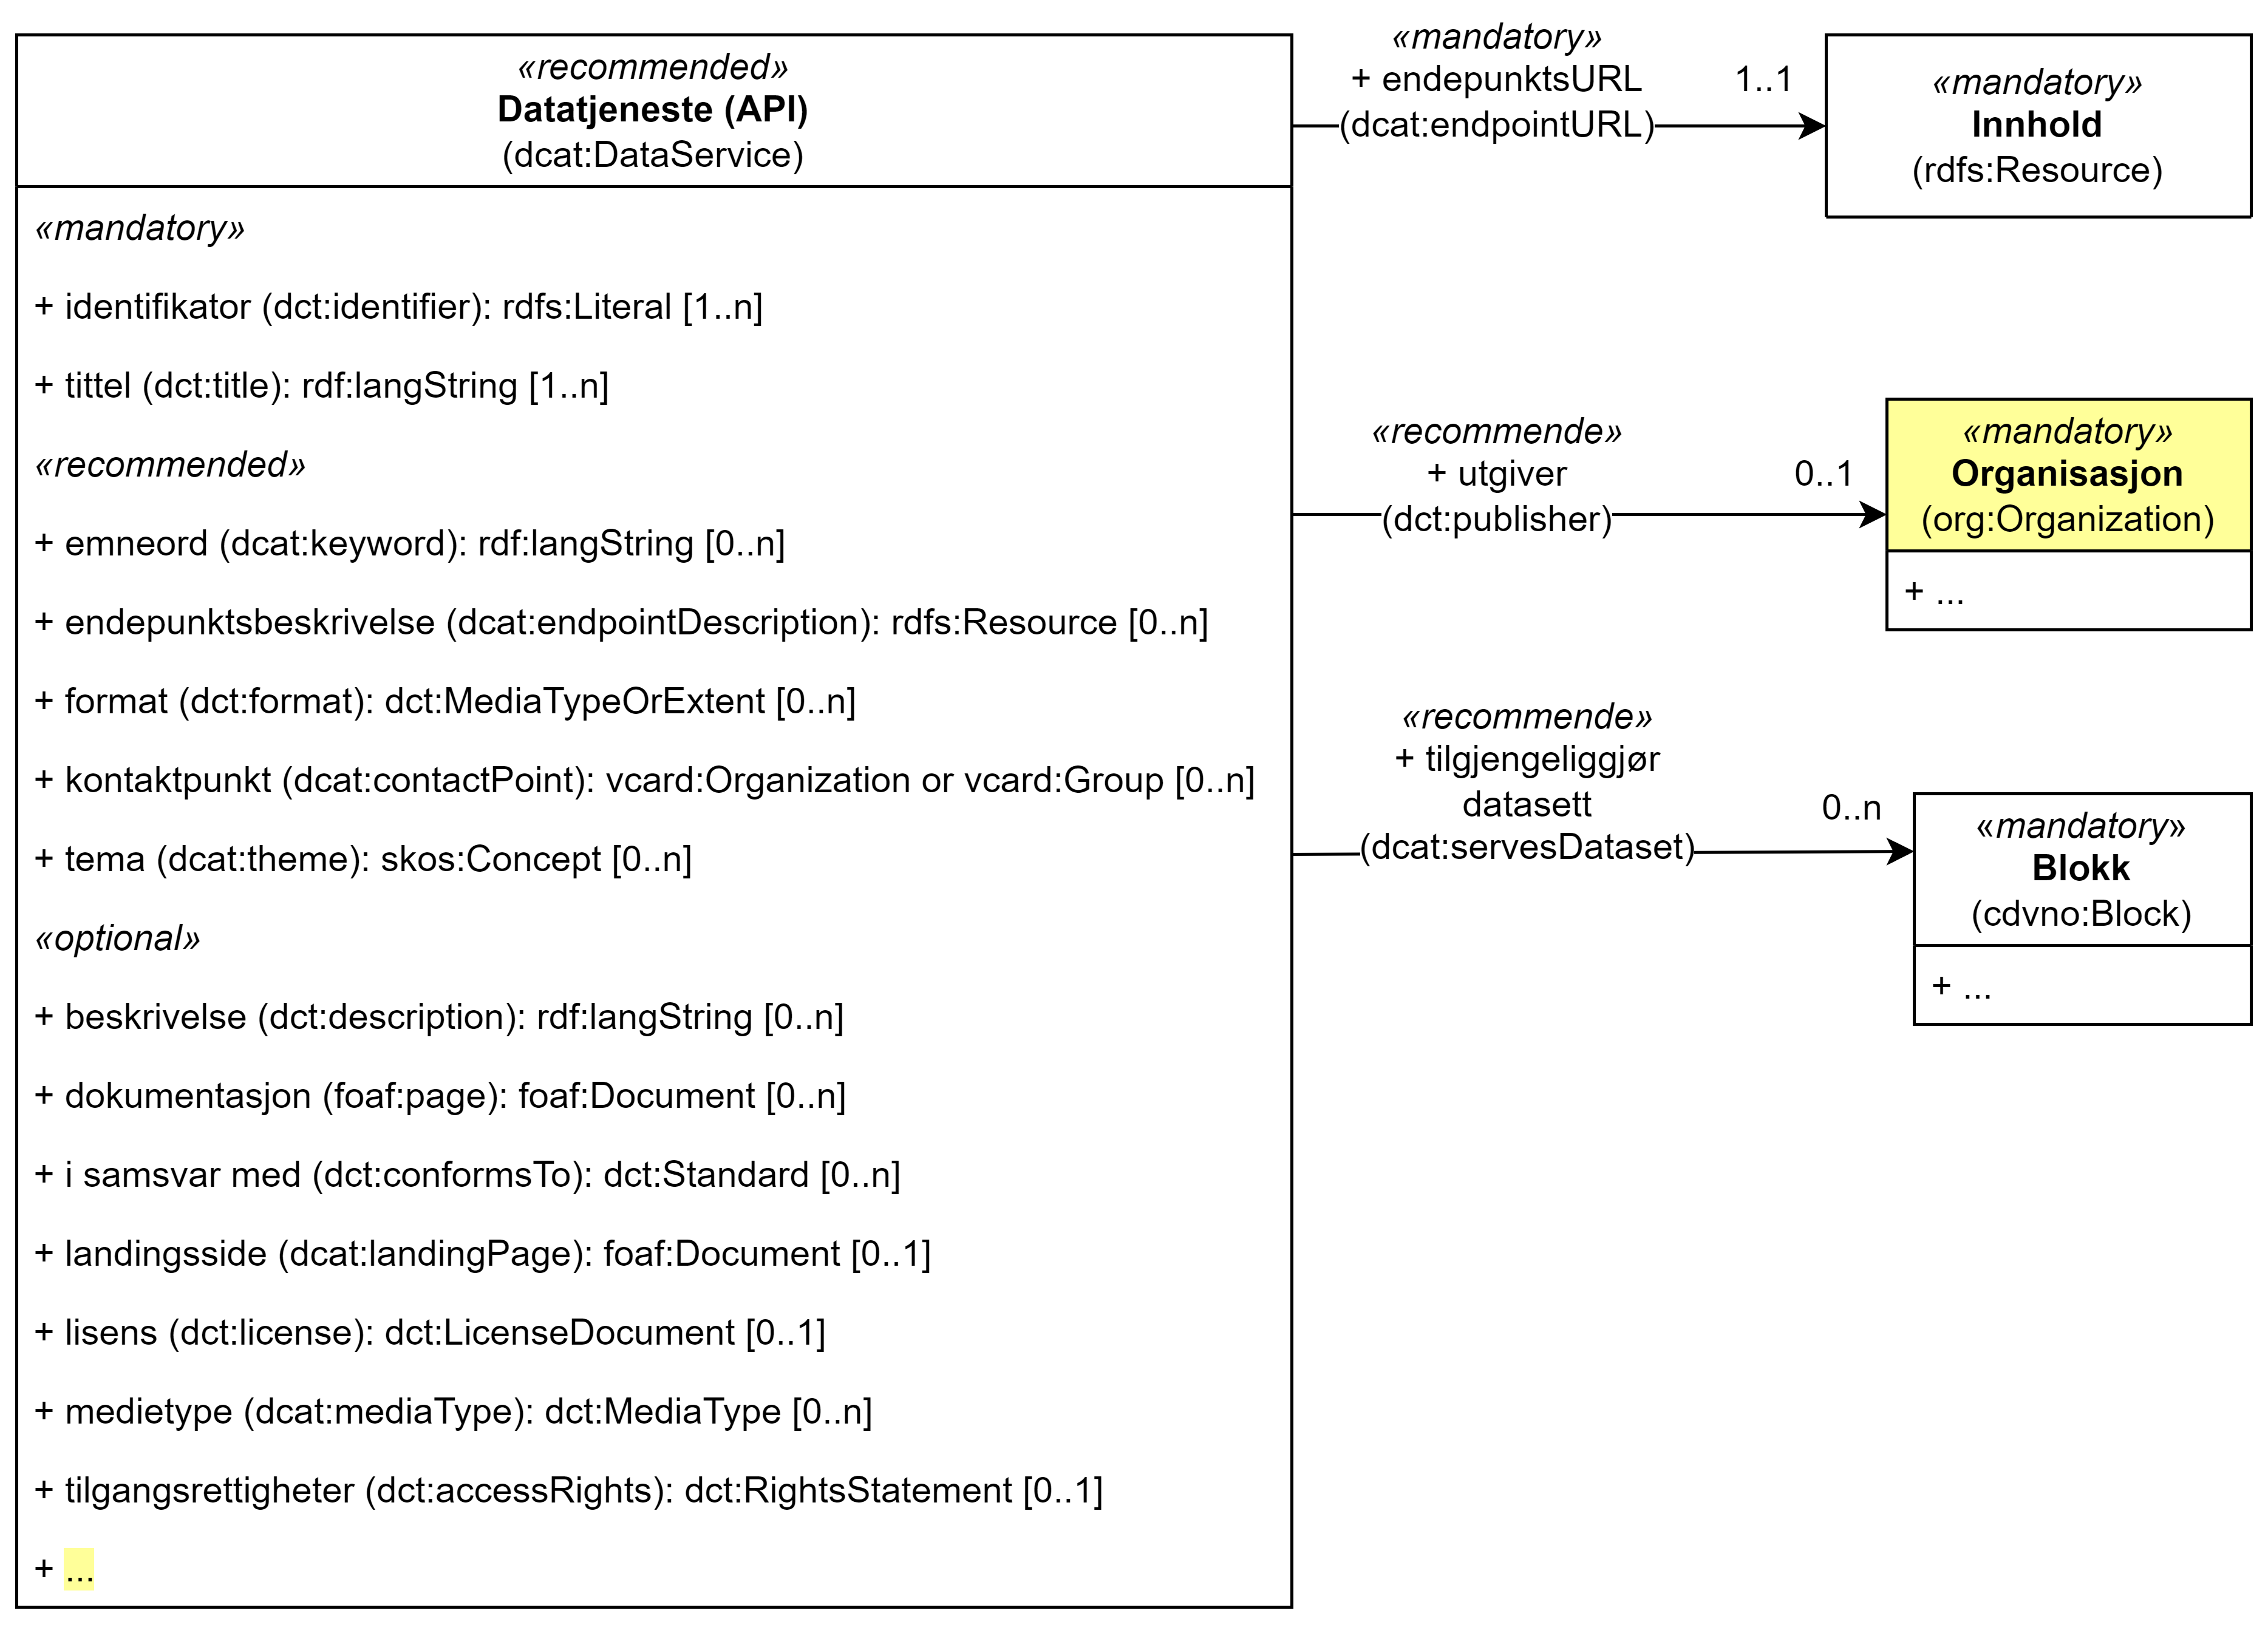 «recommended»
Datatjeneste (API)
(dcat:DataService)
«mandatory»
+ identifikator (dct:identifier): rdfs:Literal [1..n]
+ tittel (dct:title): rdf:langString [1..n]
«recommended»
+ emneord (dcat:keyword): rdf:langString [0..n]
+ endepunktsbeskrivelse (dcat:endpointDescription): rdfs:Resource [0..n]
+ format (dct:format): dct:MediaTypeOrExtent [0..n]
+ kontaktpunkt (dcat:contactPoint): vcard:Organization or vcard:Group [0..n]
+ tema (dcat:theme): skos:Concept [0..n]
«optional»
+ beskrivelse (dct:description): rdf:langString [0..n]
+ dokumentasjon (foaf:page): foaf:Document [0..n]
+ i samsvar med (dct:conformsTo): dct:Standard [0..n]
+ landingsside (dcat:landingPage): foaf:Document [0..1]
+ lisens (dct:license): dct:LicenseDocument [0..1]
+ medietype (dcat:mediaType): dct:MediaType [0..n]
+ tilgangsrettigheter (dct:accessRights): dct:RightsStatement [0..1]
+ ...
«mandatory»
+ endepunktsURL
(dcat:endpointURL)
1..1
«mandatory»
Innhold
(rdfs:Resource)
«recommende»
+ utgiver
(dct:publisher)
0..1
«mandatory»
Organisasjon
(org:Organization)
+ ...
«recommende»
+ tilgjengeliggjør
datasett
(dcat:servesDataset)
0..n
«mandatory»
Blokk
(cdvno:Block)
+ ...